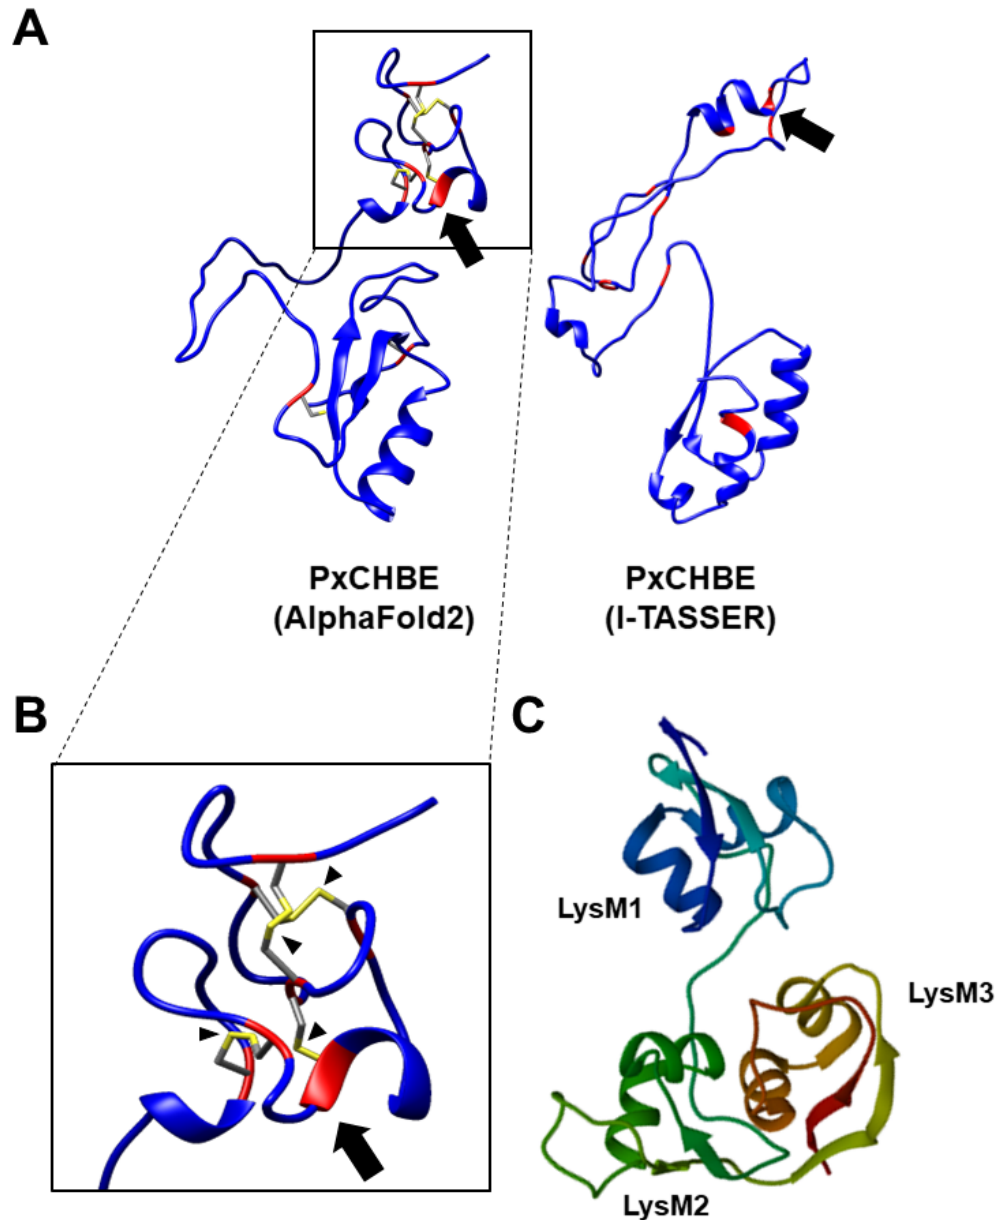 A
PxCHBE
(AlphaFold2)
PxCHBE
(I-TASSER)
B
C
LysM1
LysM3
LysM2